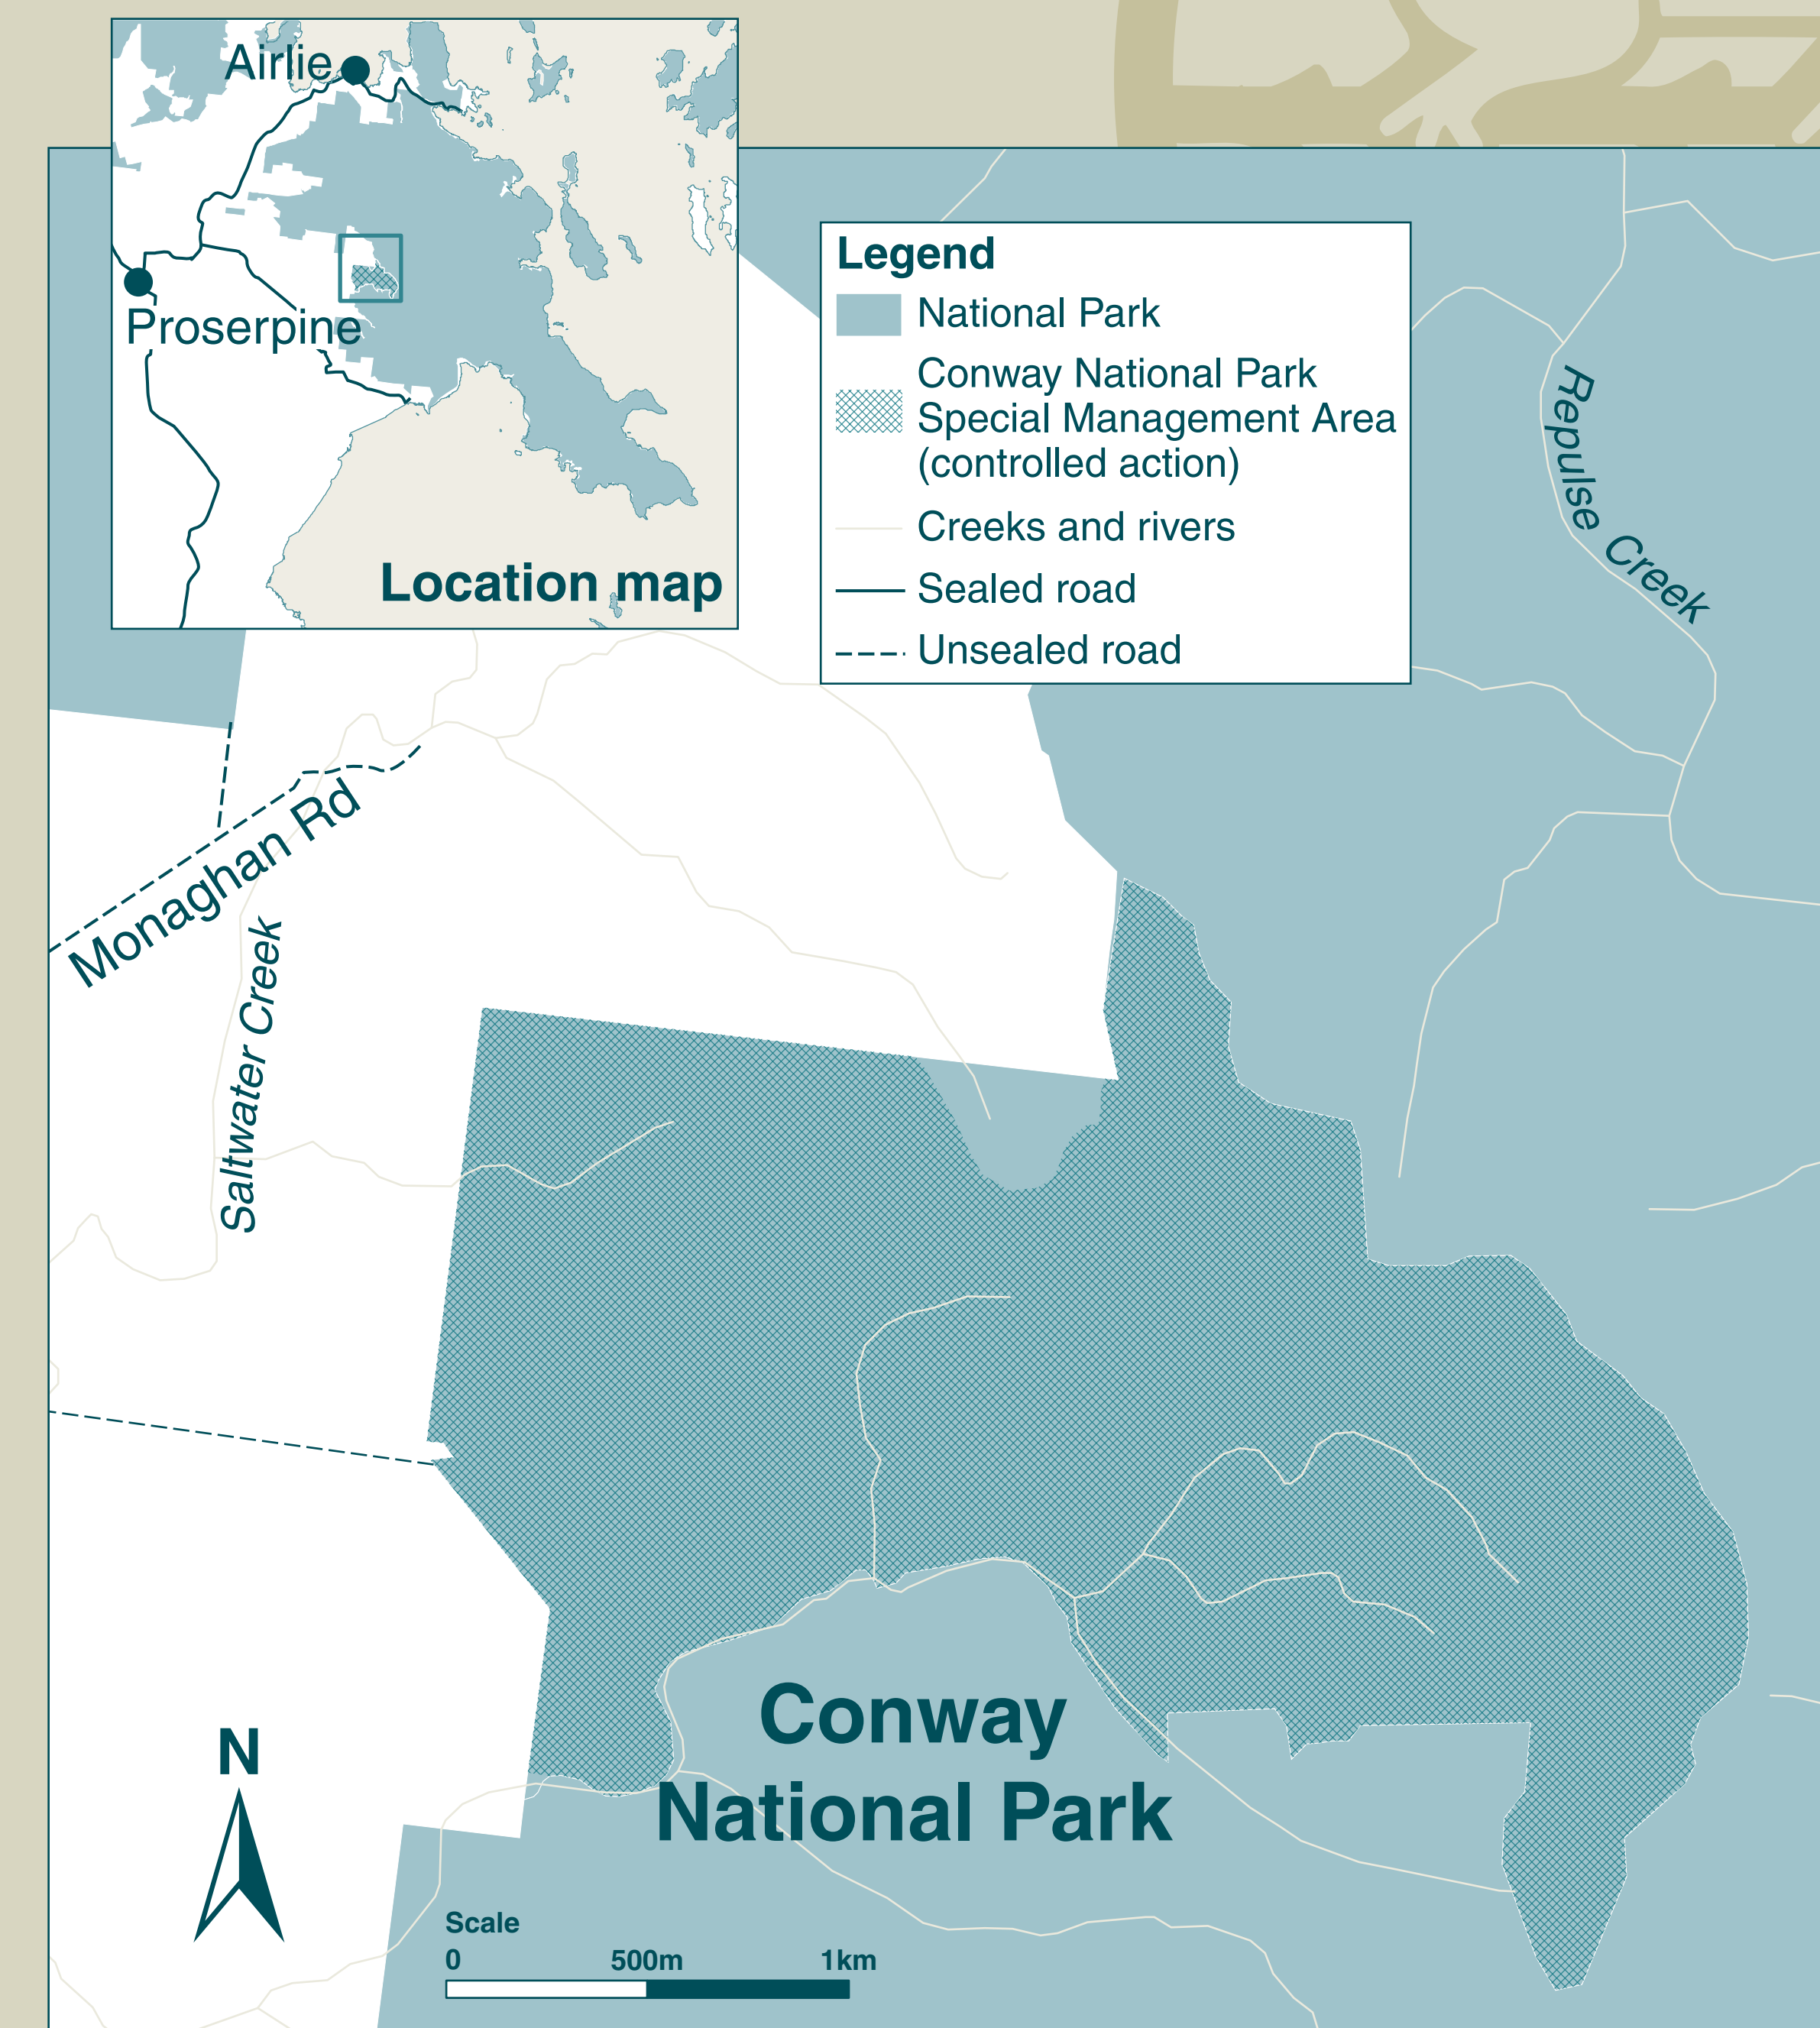 Airlie
Proserpine
Location map
Legend
National Park
Conway National Park
Special Management Area
(controlled action)
Creeks and rivers
Sealed road
Unsealed road
Repulse Creek
Monaghan Rd
Saltwater Creek
Conway
National Park
N
Scale
0 500m 1km